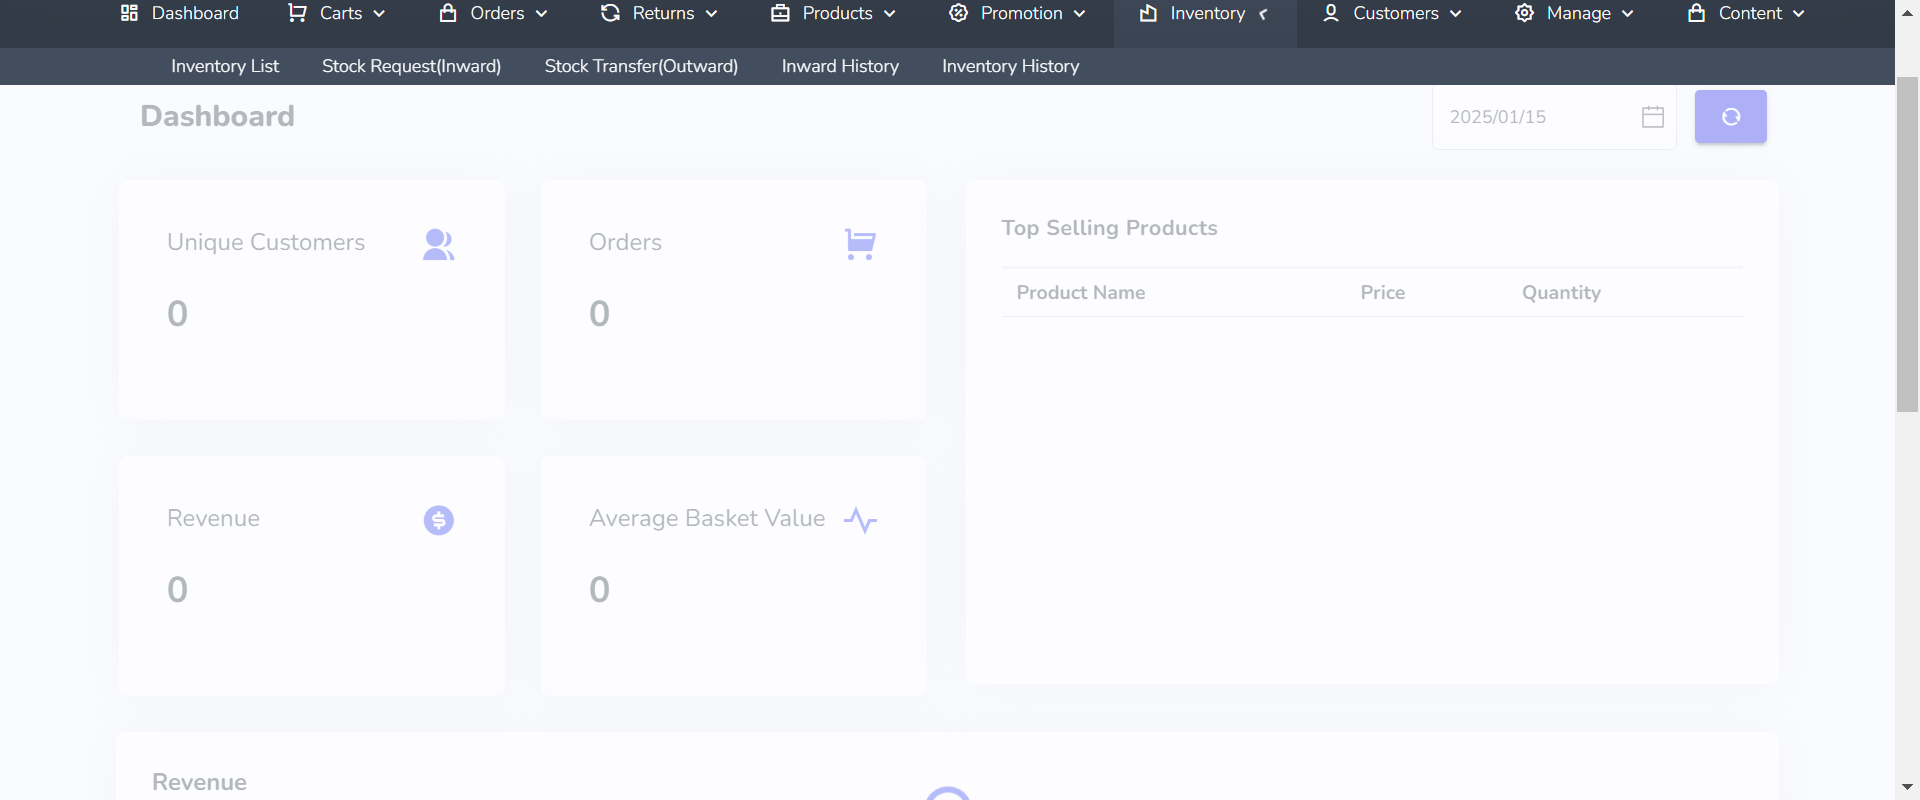 Dashboard Carts Orders Returns Products Promotion Inventory Customers Manage Content
Inventory List Stock Request(Inward) Stock Transfer(Outward) Inward History Inventory History
Dashboard
2025/01/15
Unique Customers
0
Orders
0
Top Selling Products
Product Name Price Quantity
Revenue
0
Average Basket Value
0
Revenue